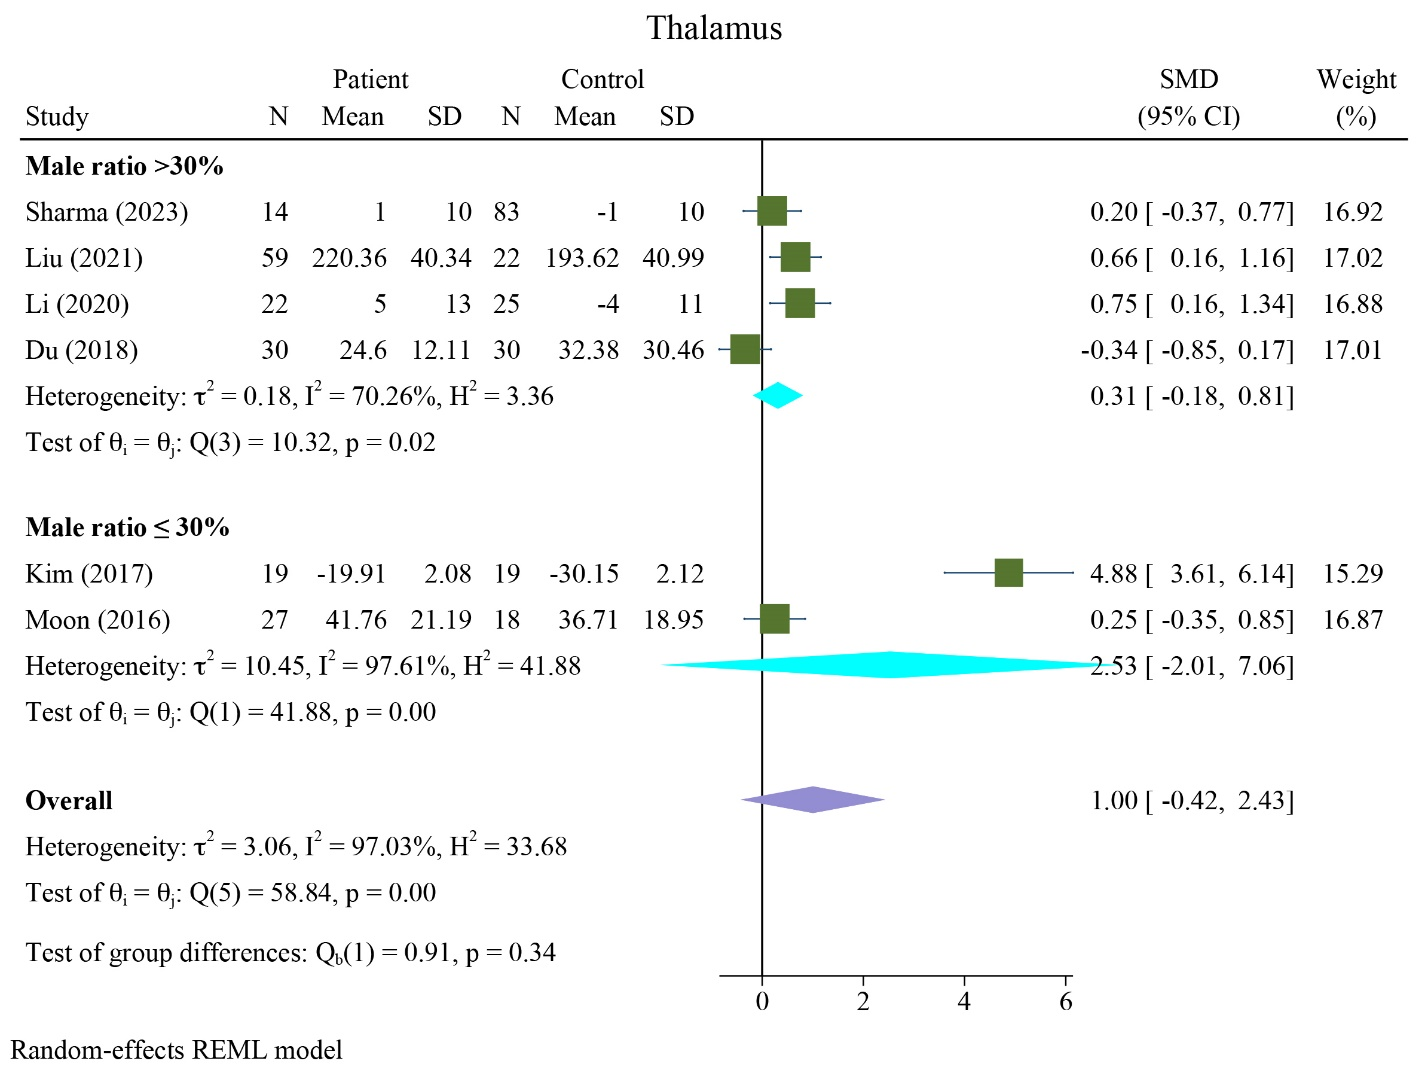 Thalamus
Patient Control SMD Weight
Study N Mean SD N Mean SD (95% CI) (%)
Male ratio >30%
Sharma (2023) 14 1 10 83 -1 10 0.20 [ -0.37, 0.77] 16.92
Liu (2021) 59 220.36 40.34 22 193.62 40.99 0.66 [ 0.16, 1.16] 17.02
Li (2020) 22 5 13 25 -4 11 0.75 [ 0.16, 1.34] 16.88
Du (2018) 30 24.6 12.11 30 32.38 30.46 -0.34 [ -0.85, 0.17] 17.01
Heterogeneity: τ² = 0.18, I² = 70.26%, H² = 3.36 0.31 [ -0.18, 0.81]
Test of θᵢ = θⱼ: Q(3) = 10.32, p = 0.02
Male ratio ≤ 30%
Kim (2017) 19 -19.91 2.08 19 -30.15 2.12 4.88 [ 3.61, 6.14] 15.29
Moon (2016) 27 41.76 21.19 18 36.71 18.95 0.25 [ -0.35, 0.85] 16.87
Heterogeneity: τ² = 10.45, I² = 97.61%, H² = 41.88 2.53 [ -2.01, 7.06]
Test of θᵢ = θⱼ: Q(1) = 41.88, p = 0.00
Overall 1.00 [ -0.42, 2.43]
Heterogeneity: τ² = 3.06, I² = 97.03%, H² = 33.68
Test of θᵢ = θⱼ: Q(5) = 58.84, p = 0.00
Test of group differences: Q_b(1) = 0.91, p = 0.34
0 2 4 6
Random-effects REML model